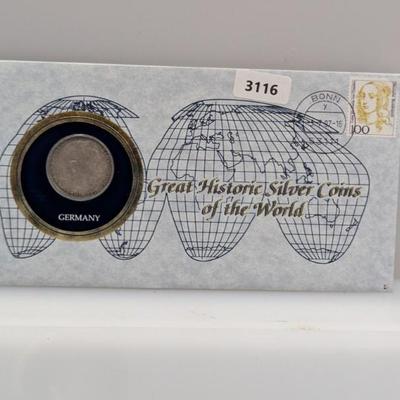 3116
BONN
100
Great Historic Silver Coins
of the World
GERMANY